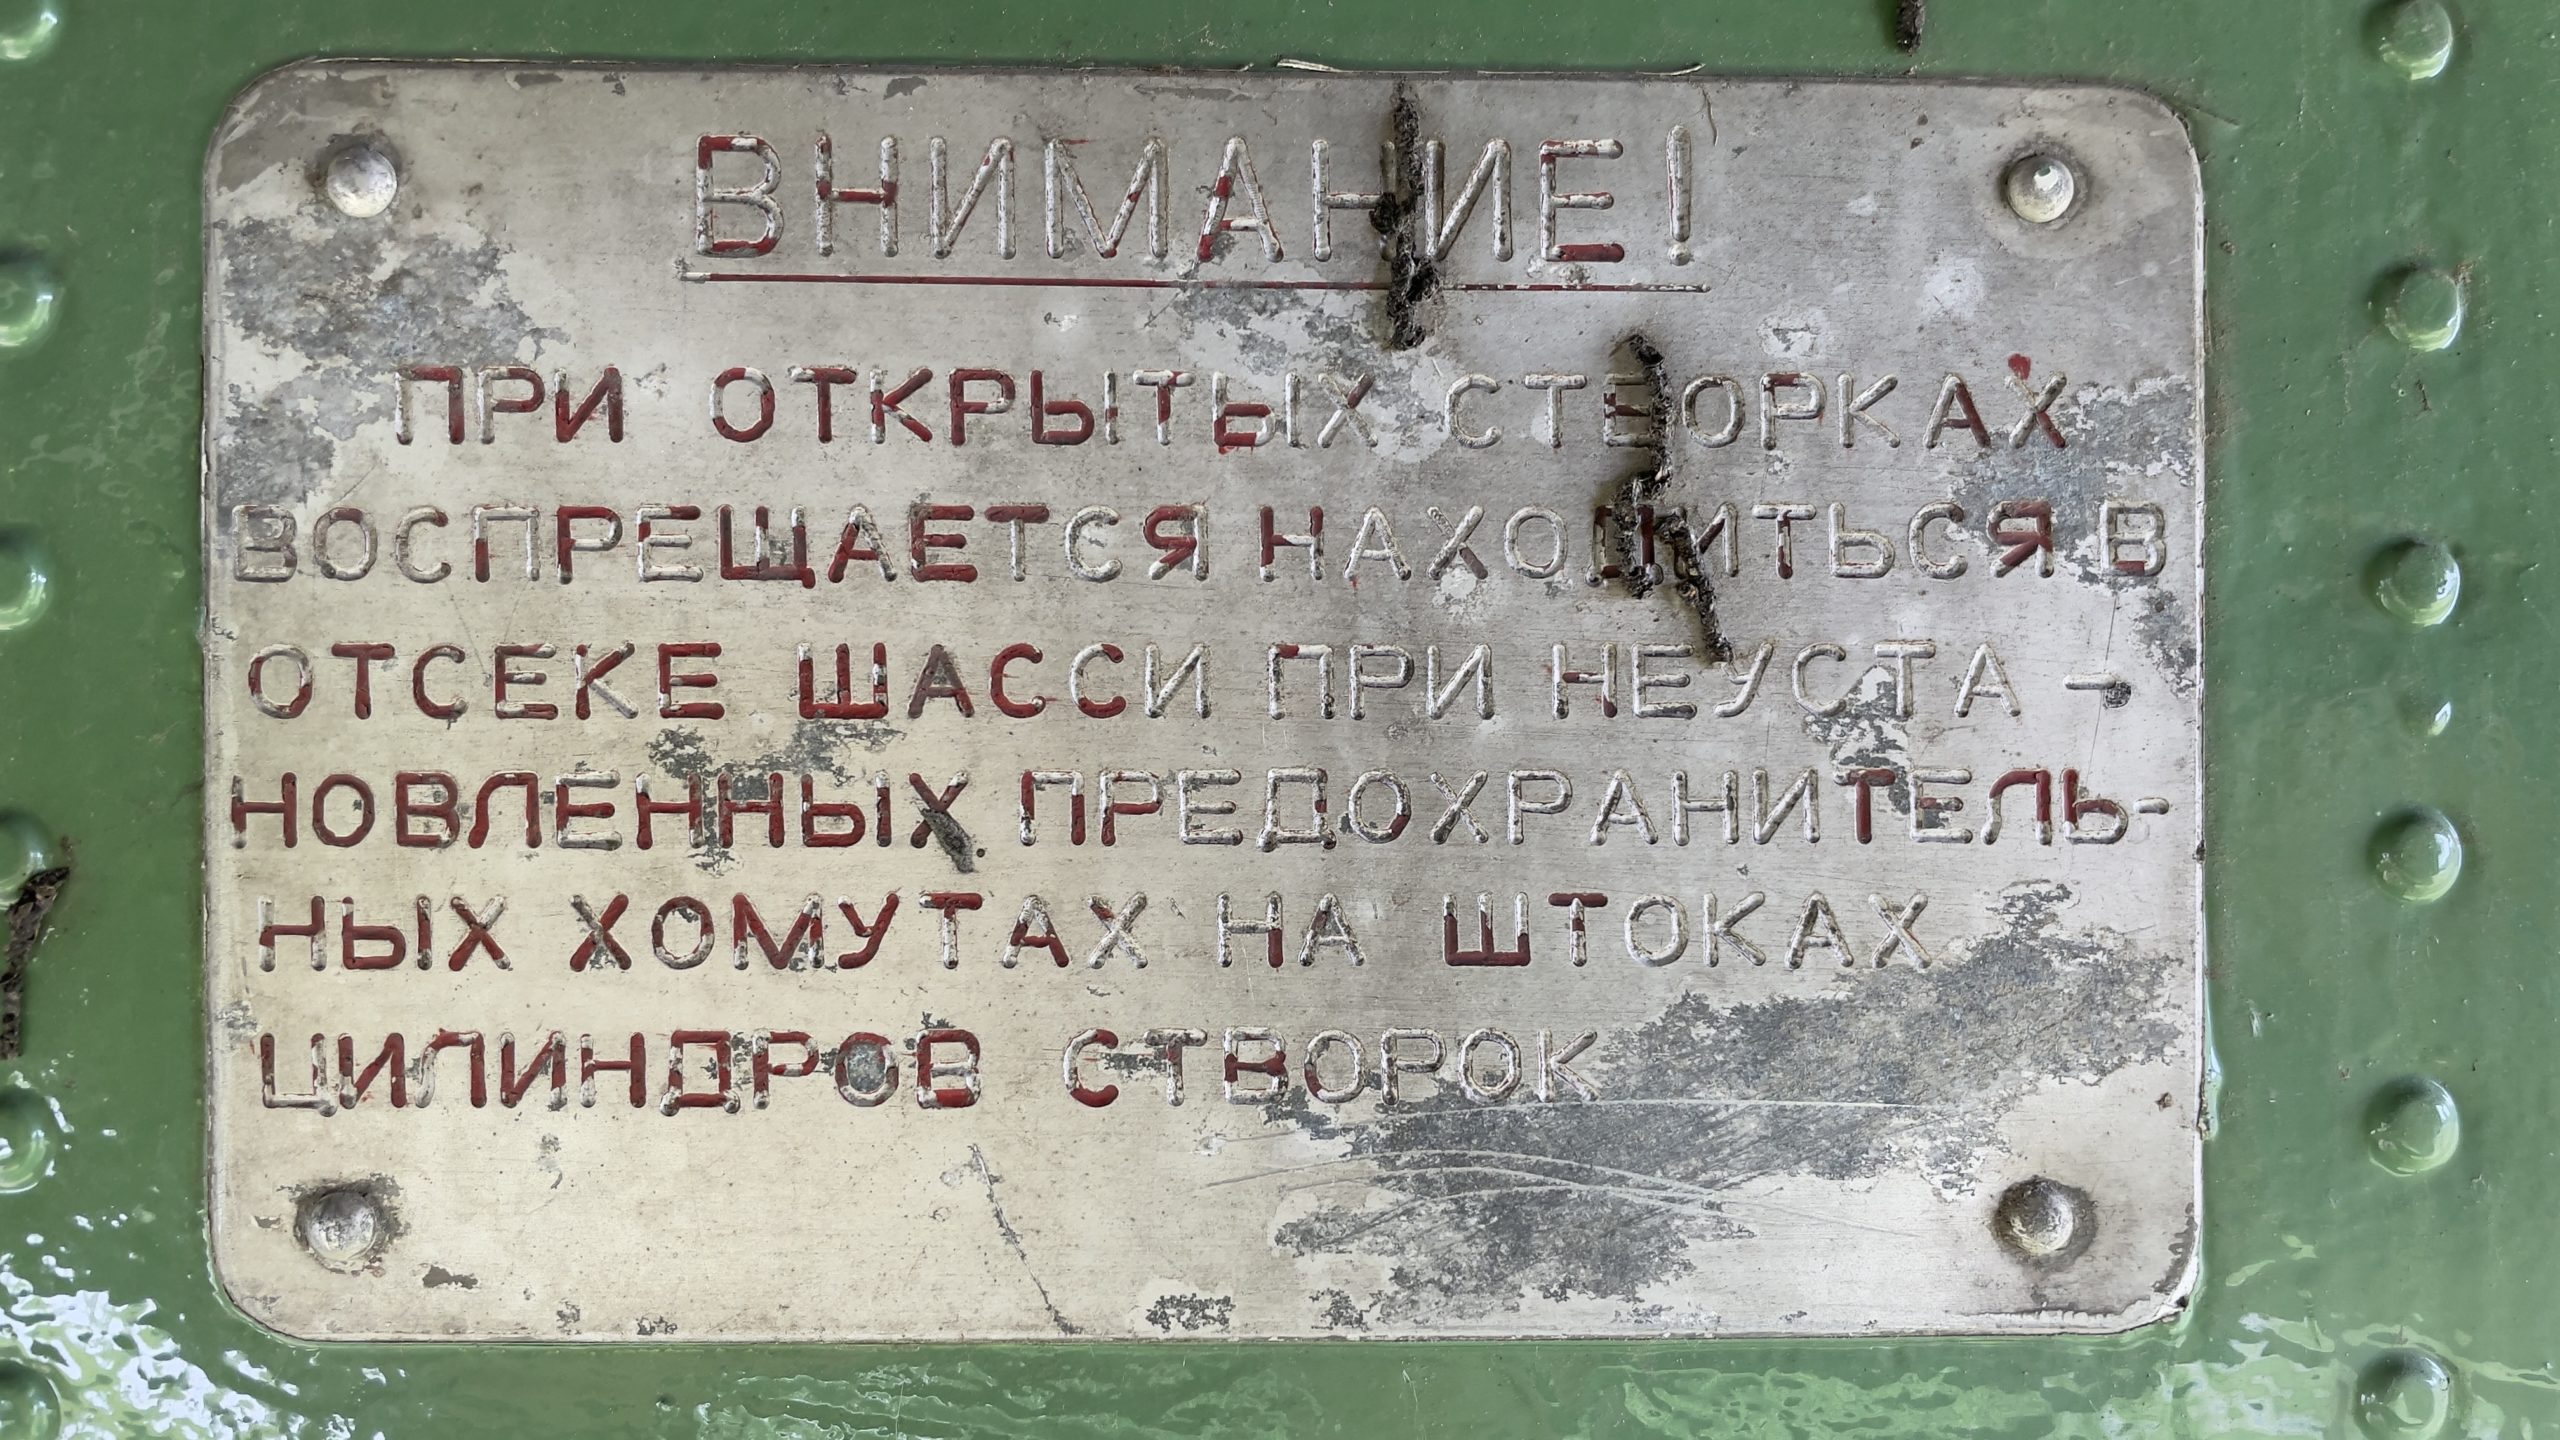 ВНИМАНИЕ!
ПРИ ОТКРЫТЫХ СТВОРКАХ
ВОСПРЕЩАЕТСЯ НАХОДИТЬСЯ В
ОТСЕКЕ ШАССИ ПРИ НЕУСТА-
НОВЛЕННЫХ ПРЕДОХРАНИТЕЛЬ-
НЫХ ХОМУТАХ НА ШТОКАХ
ЦИЛИНДРОВ СТВОРОК